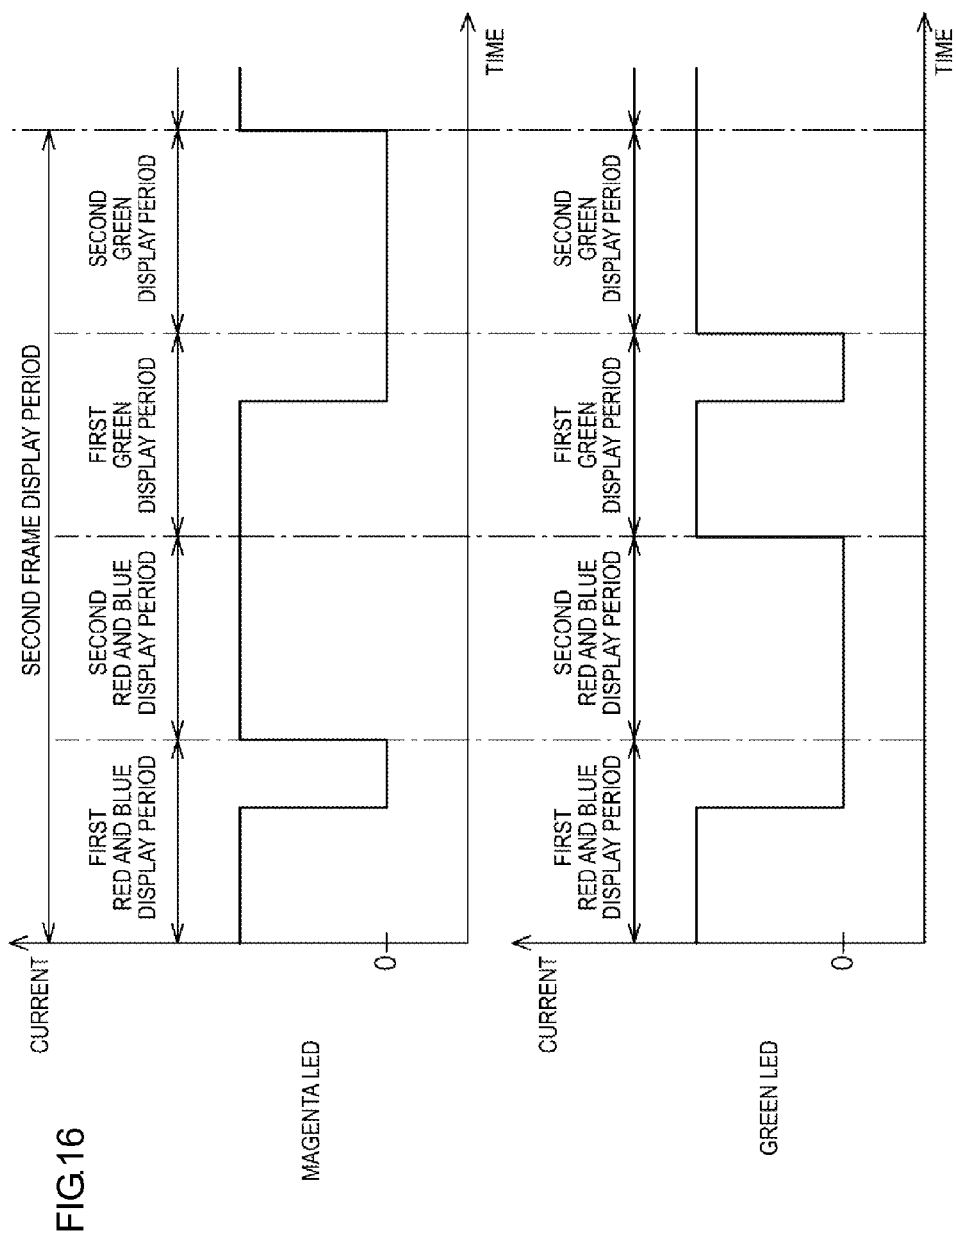 FIG.16
SECOND FRAME DISPLAY PERIOD
CURRENT
FIRST
RED AND BLUE
DISPLAY PERIOD
SECOND
RED AND BLUE
DISPLAY PERIOD
FIRST
GREEN
DISPLAY PERIOD
SECOND
GREEN
DISPLAY PERIOD
MAGENTA LED
0
TIME
CURRENT
FIRST
RED AND BLUE
DISPLAY PERIOD
SECOND
RED AND BLUE
DISPLAY PERIOD
FIRST
GREEN
DISPLAY PERIOD
SECOND
GREEN
DISPLAY PERIOD
GREEN LED
0
TIME